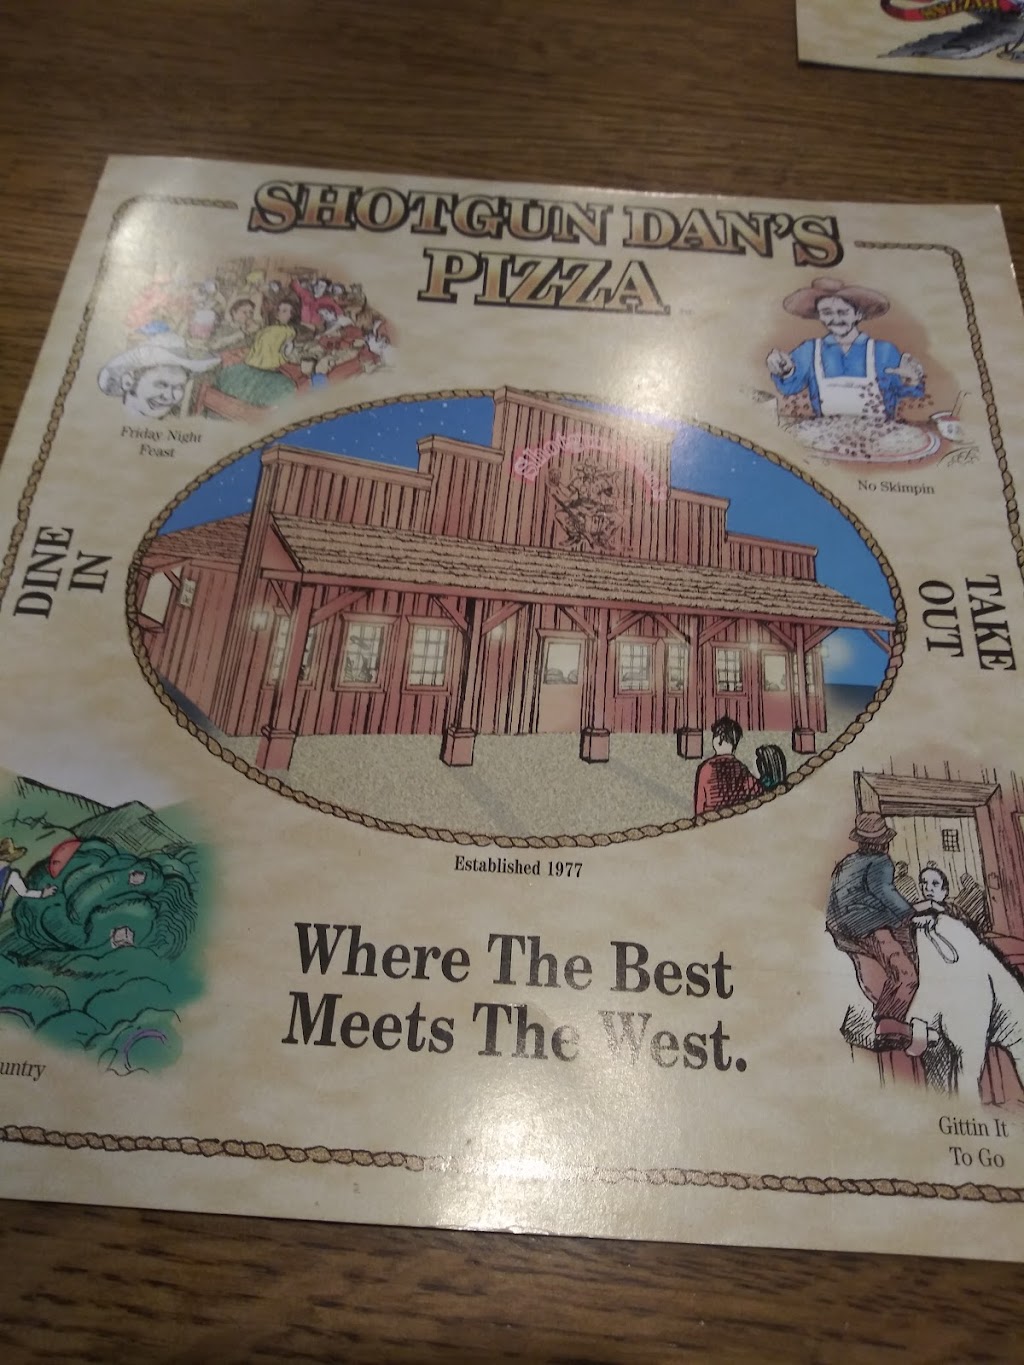 SHOTGUN DAN'S
PIZZA
Friday Night
Feast
No Skimpin
DINE
IN
TAKE
OUT
Established 1977
Where The Best
Meets The West.
Gittin It
To Go